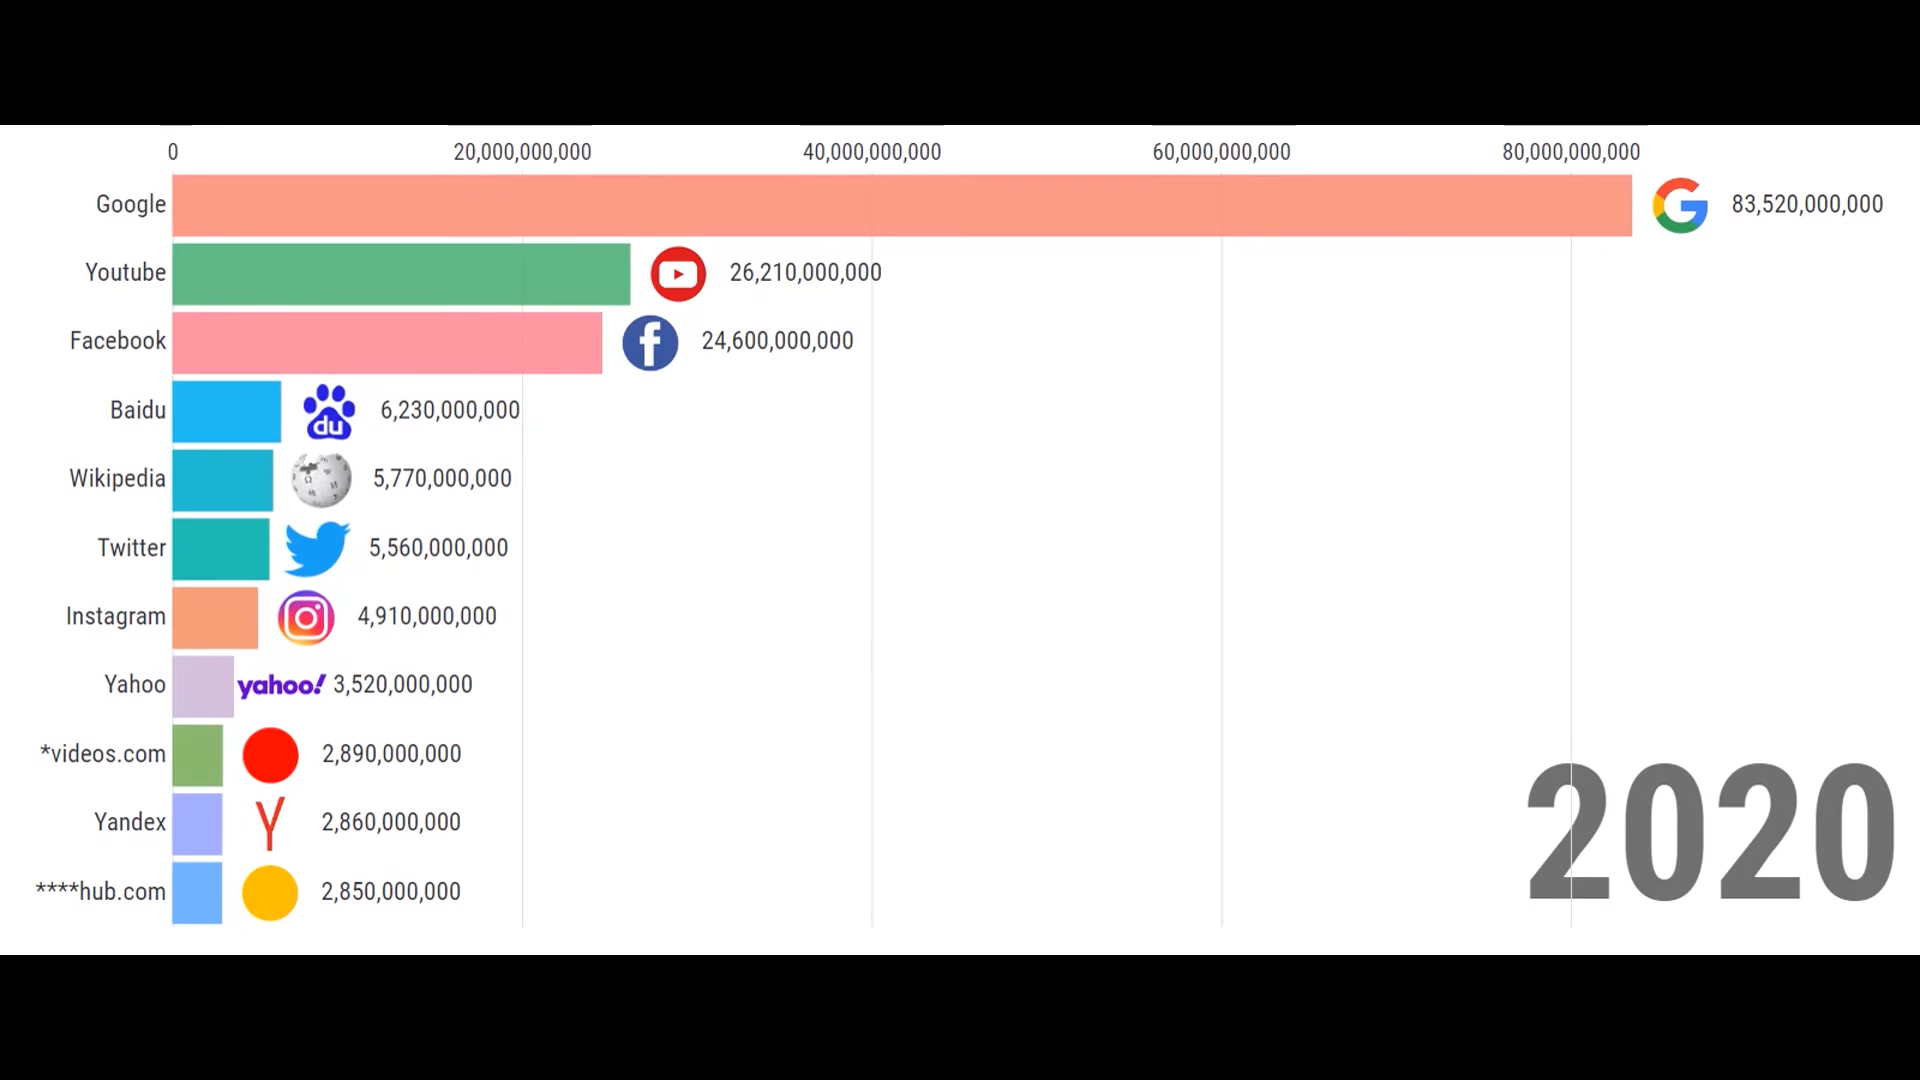 0 20,000,000,000 40,000,000,000 60,000,000,000 80,000,000,000
Google 83,520,000,000
Youtube 26,210,000,000
Facebook f 24,600,000,000
Baidu du 6,230,000,000
Wikipedia 5,770,000,000
Twitter 5,560,000,000
Instagram 4,910,000,000
Yahoo yahoo! 3,520,000,000
*videos.com 2,890,000,000
Yandex Y 2,860,000,000
****hub.com 2,850,000,000
2020